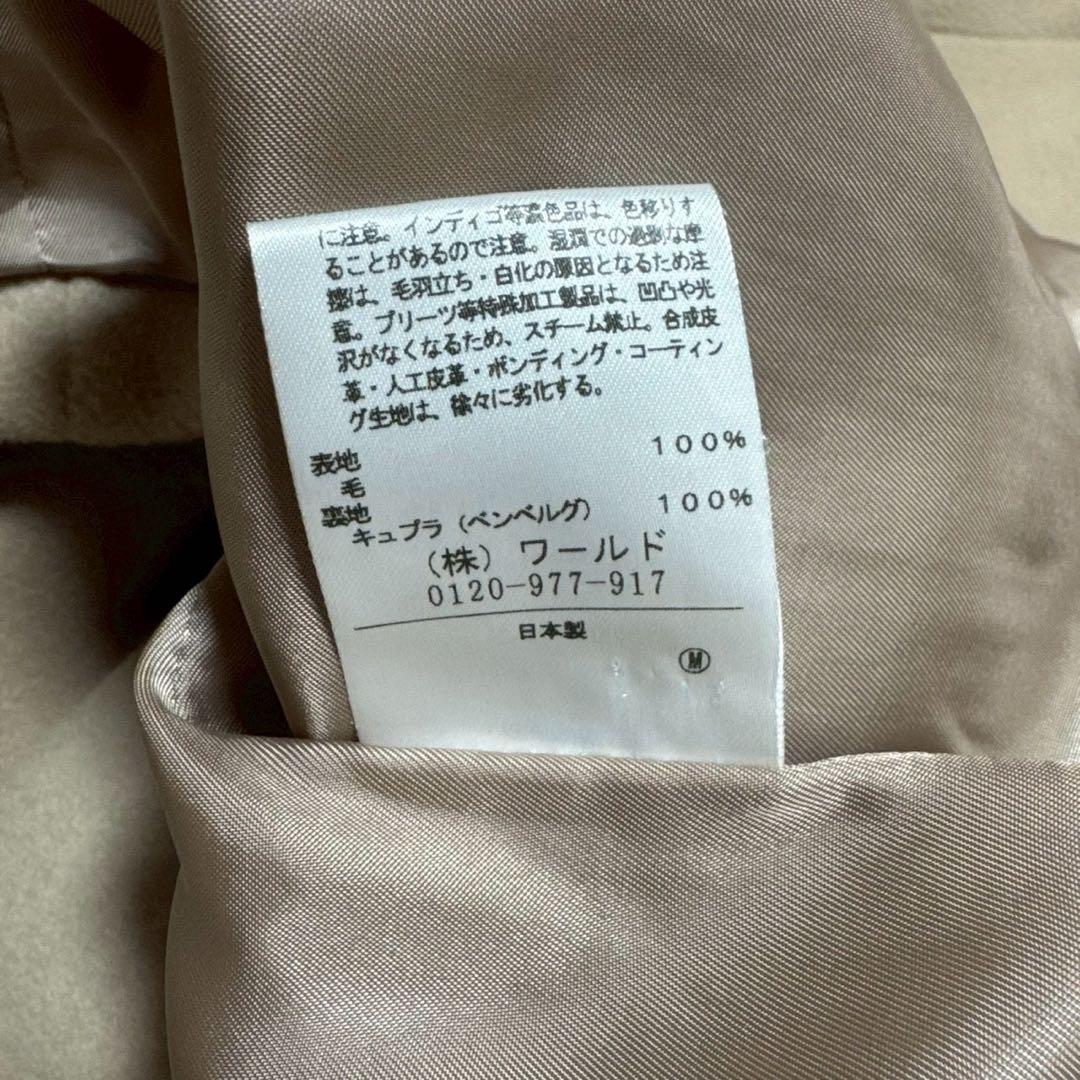 に注意。インディゴ等濃色品は、色移りす
ることがあるので注意。湿潤での過激な摩
擦は、毛羽立ち・白化の原因となるため注
意。プリーツ等特殊加工製品は、凹凸や光
沢がなくなるため、スチーム禁止。合成皮
革・人工皮革・ボンディング・コーティン
グ生地は、徐々に劣化する。
表地 100%
毛
裏地 100%
キュプラ(ベンベルグ)
(株)ワールド
0120-977-917
日本製
Ⓜ